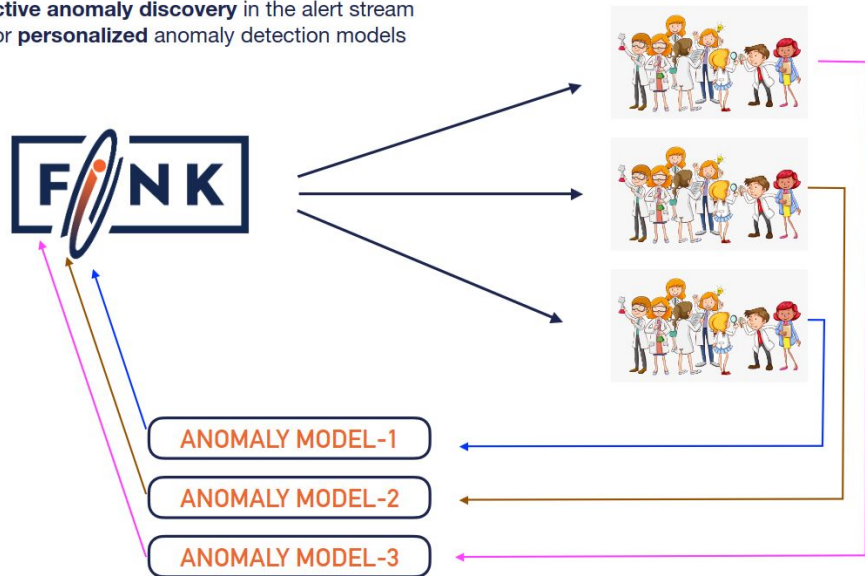 ctive anomaly discovery in the alert stream
or personalized anomaly detection models
FINK
ANOMALY MODEL-1
ANOMALY MODEL-2
ANOMALY MODEL-3